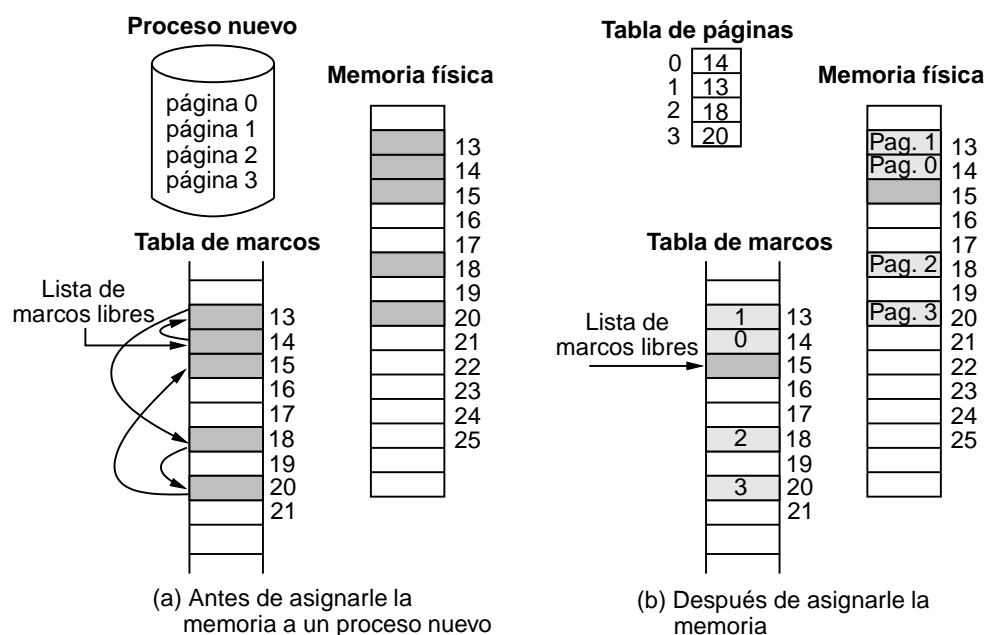 Proceso nuevo
página 0
página 1
página 2
página 3
Memoria física
13
14
15
16
17
18
19
20
21
22
23
24
25
Tabla de marcos
Lista de
marcos libres
13
14
15
16
17
18
19
20
21
(a) Antes de asignarle la
memoria a un proceso nuevo
Tabla de páginas
0 14
1 13
2 18
3 20
Memoria física
Pag. 1 13
Pag. 0 14
15
16
17
Pag. 2 18
19
Pag. 3 20
21
22
23
24
25
Tabla de marcos
Lista de
marcos libres
1 13
0 14
15
16
17
2 18
19
3 20
21
(b) Después de asignarle la
memoria